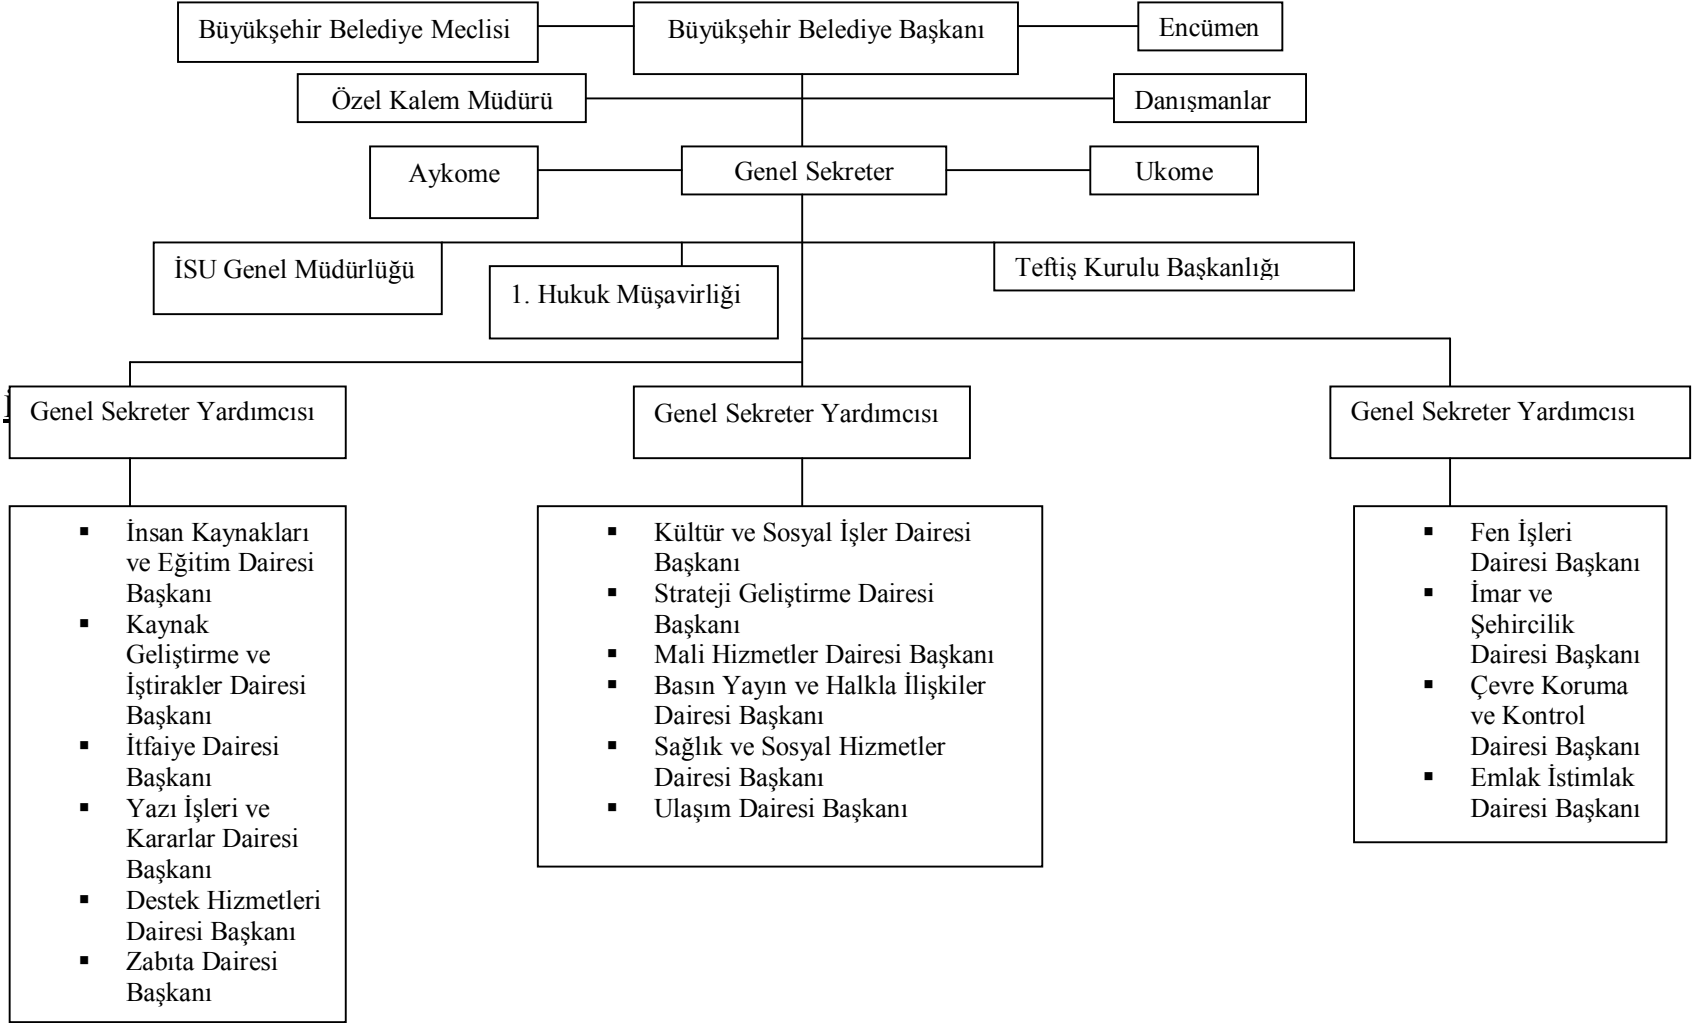 Büyükşehir Belediye Meclisi
Büyükşehir Belediye Başkanı
Encümen
Özel Kalem Müdürü
Danışmanlar
Aykome
Genel Sekreter
Ukome
İSU Genel Müdürlüğü
1. Hukuk Müşavirliği
Teftiş Kurulu Başkanlığı
Genel Sekreter Yardımcısı
Genel Sekreter Yardımcısı
Genel Sekreter Yardımcısı
▪ İnsan Kaynakları
ve Eğitim Dairesi
Başkanı
▪ Kaynak
Geliştirme ve
İştirakler Dairesi
Başkanı
▪ İtfaiye Dairesi
Başkanı
▪ Yazı İşleri ve
Kararlar Dairesi
Başkanı
▪ Destek Hizmetleri
Dairesi Başkanı
▪ Zabıta Dairesi
Başkanı
▪ Kültür ve Sosyal İşler Dairesi
Başkanı
▪ Strateji Geliştirme Dairesi
Başkanı
▪ Mali Hizmetler Dairesi Başkanı
▪ Basın Yayın ve Halkla İlişkiler
Dairesi Başkanı
▪ Sağlık ve Sosyal Hizmetler
Dairesi Başkanı
▪ Ulaşım Dairesi Başkanı
▪ Fen İşleri
Dairesi Başkanı
▪ İmar ve
Şehircilik
Dairesi Başkanı
▪ Çevre Koruma
ve Kontrol
Dairesi Başkanı
▪ Emlak İstimlak
Dairesi Başkanı